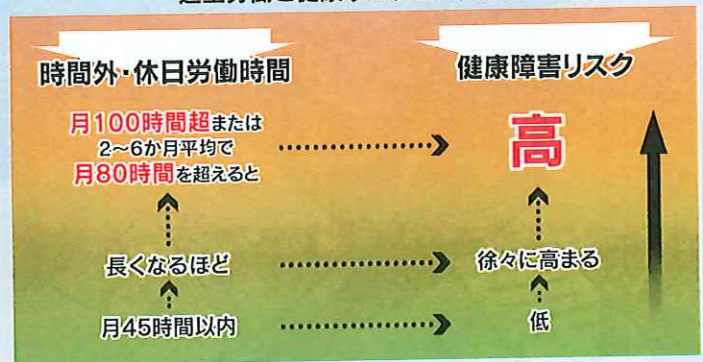 時間外・休日労働時間
健康障害リスク
月100時間超または
2〜6か月平均で
月80時間を超えると
高
長くなるほど
徐々に高まる
月45時間以内
低